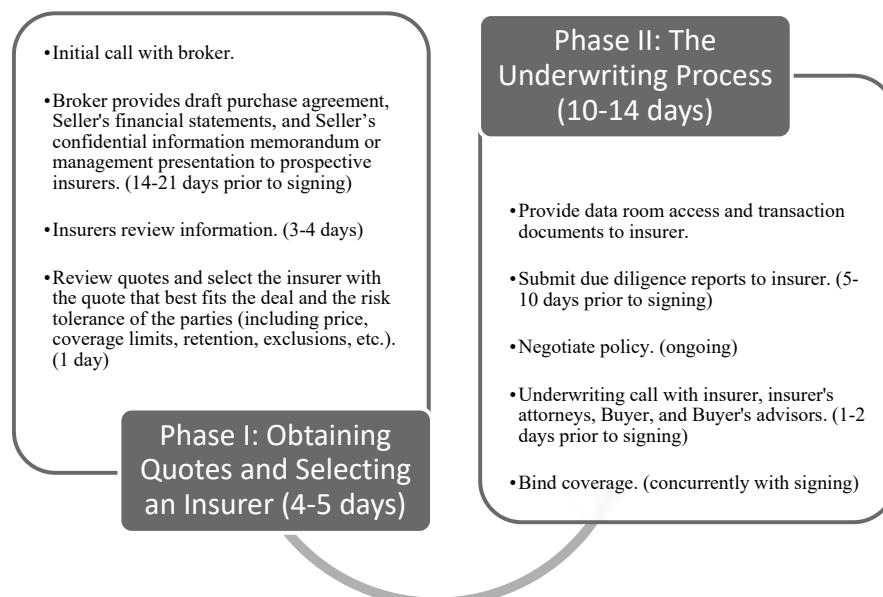 •Initial call with broker.
•Broker provides draft purchase agreement,
Seller's financial statements, and Seller’s
confidential information memorandum or
management presentation to prospective
insurers. (14-21 days prior to signing)
•Insurers review information. (3-4 days)
•Review quotes and select the insurer with
the quote that best fits the deal and the risk
tolerance of the parties (including price,
coverage limits, retention, exclusions, etc.).
(1 day)
Phase I: Obtaining
Quotes and Selecting
an Insurer (4-5 days)
Phase II: The
Underwriting Process
(10-14 days)
•Provide data room access and transaction
documents to insurer.
•Submit due diligence reports to insurer. (5-
10 days prior to signing)
•Negotiate policy. (ongoing)
•Underwriting call with insurer, insurer's
attorneys, Buyer, and Buyer's advisors. (1-2
days prior to signing)
•Bind coverage. (concurrently with signing)